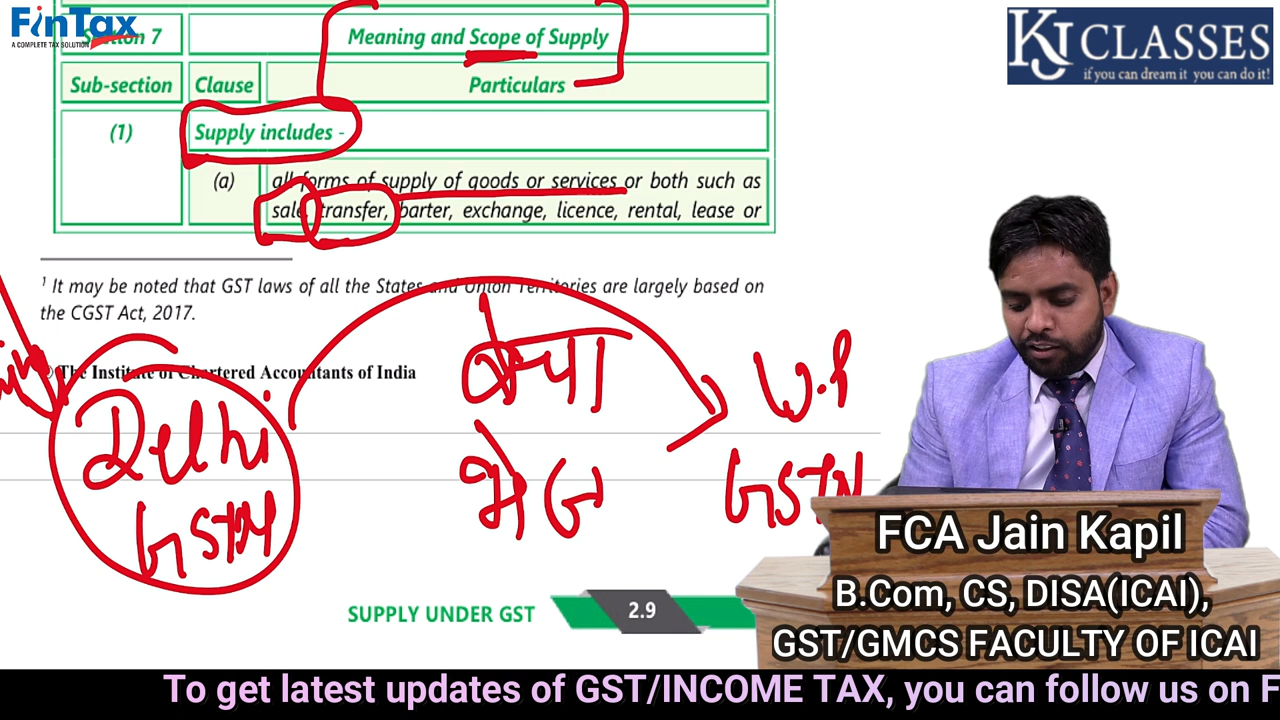 FinTax
A COMPLETE TAX SOLUTION
KJ CLASSES
if you can dream it you can do it!
Section 7
Meaning and Scope of Supply
Sub-section
Clause
Particulars
(1)
Supply includes -
(a)
all forms of supply of goods or services or both such as
sale, transfer, barter, exchange, licence, rental, lease or
¹ It may be noted that GST laws of all the States and Union Territories are largely based on
the CGST Act, 2017.
© The Institute of Chartered Accountants of India
Delhi
GSTN
W.P
GSTN
SUPPLY UNDER GST
2.9
FCA Jain Kapil
B.Com, CS, DISA(ICAI),
GST/GMCS FACULTY OF ICAI
To get latest updates of GST/INCOME TAX, you can follow us on F